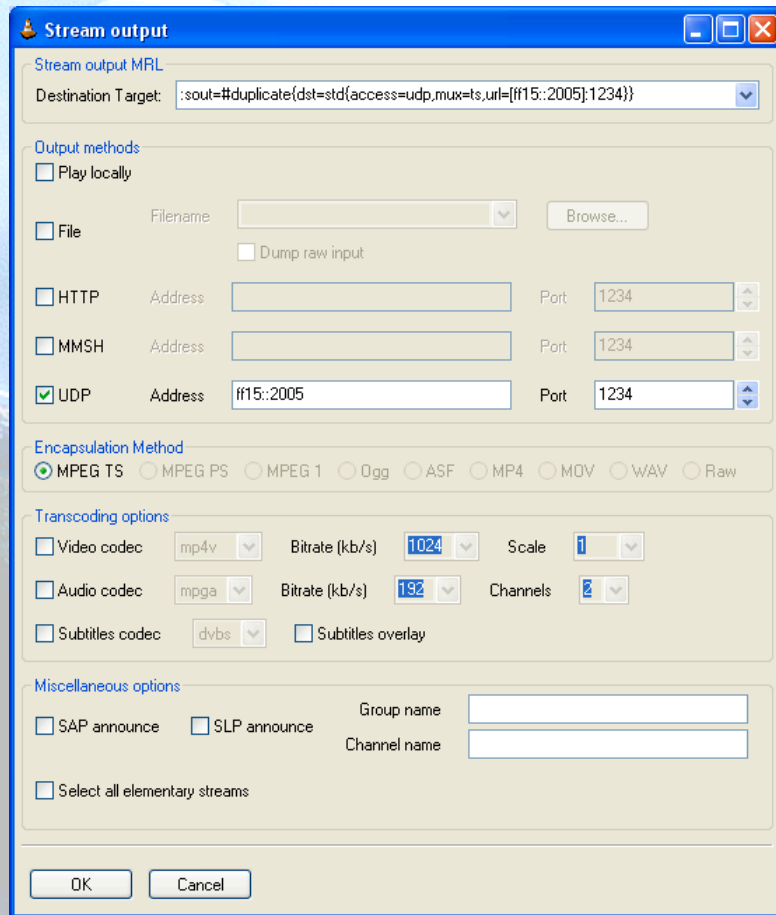 Stream output
Stream output MRL
Destination Target: :sout=#duplicate{dst=std{access=udp,mux=ts,url=[ff15::2005]:1234}}
Output methods
Play locally
File Filename Browse...
Dump raw input
HTTP Address Port 1234
MMSH Address Port 1234
UDP Address ff15::2005 Port 1234
Encapsulation Method
MPEG TS MPEG PS MPEG 1 Ogg ASF MP4 MOV WAV Raw
Transcoding options
Video codec mp4v Bitrate (kb/s) 1024 Scale 1
Audio codec mpga Bitrate (kb/s) 192 Channels 2
Subtitles codec dvbs Subtitles overlay
Miscellaneous options
SAP announce SLP announce Group name
Channel name
Select all elementary streams
OK Cancel